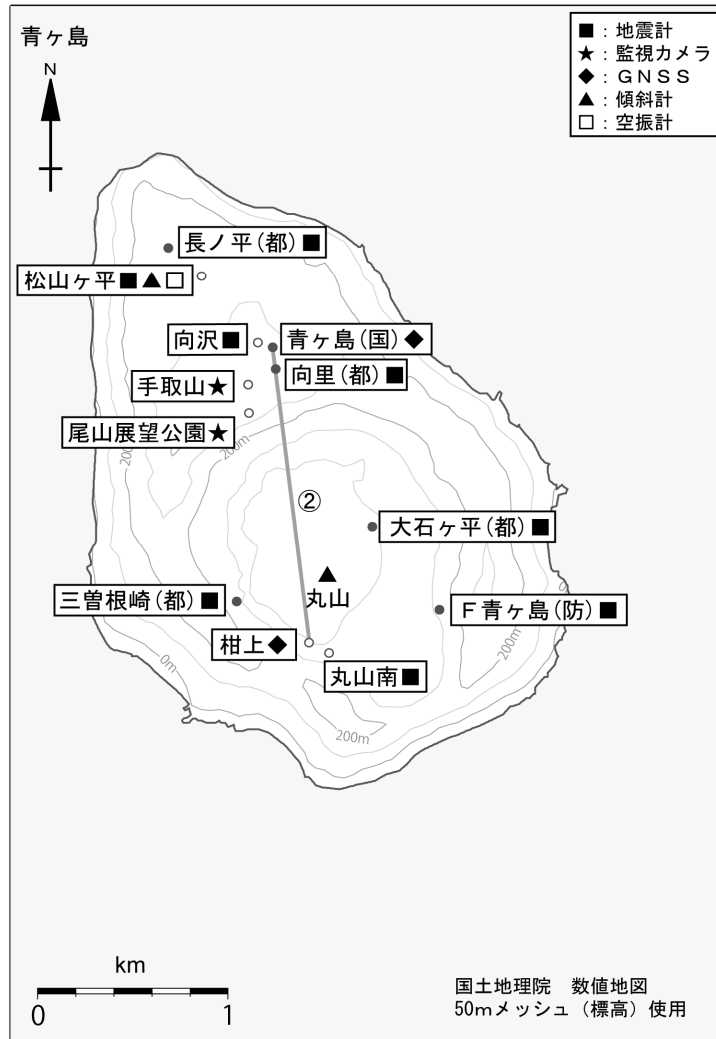 青ヶ島
N
■：地震計
★：監視カメラ
◆：GNSS
▲：傾斜計
□：空振計
長ノ平(都)■
松山ヶ平■▲□
向沢■
青ヶ島(国)◆
向里(都)■
手取山★
尾山展望公園★
200m
200m
②
大石ヶ平(都)■
丸山
三曽根崎(都)■
F青ヶ島(防)■
0m
柑上◆
丸山南■
200m
0m
200m
km
0 1
国土地理院 数値地図
50mメッシュ（標高）使用